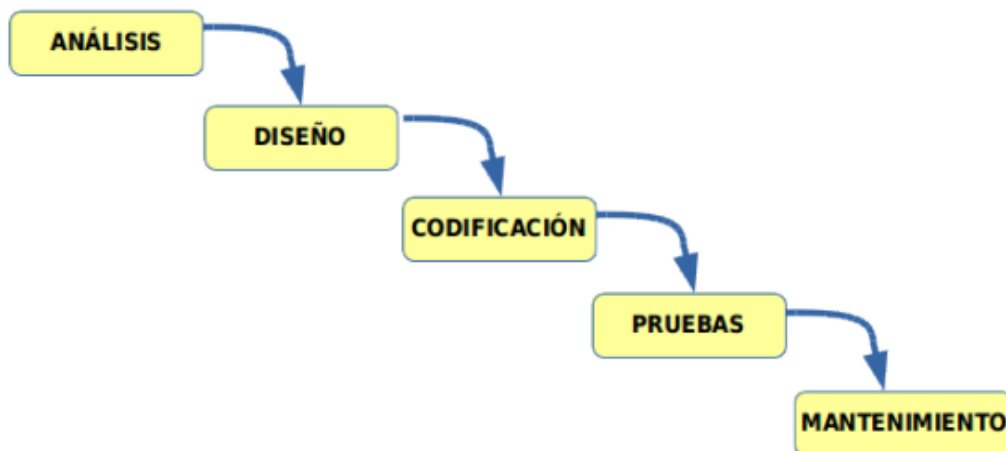 ANÁLISIS
DISEÑO
CODIFICACIÓN
PRUEBAS
MANTENIMIENTO